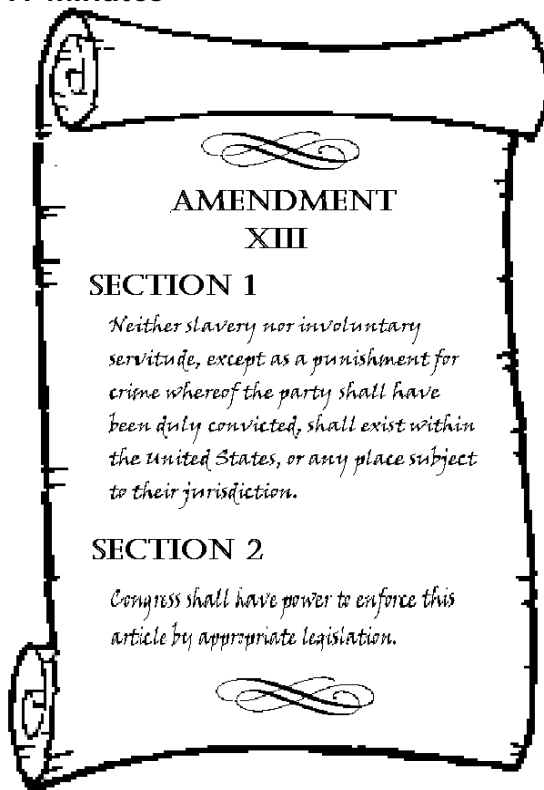 AMENDMENT
XIII
SECTION 1
Neither slavery nor involuntary
servitude, except as a punishment for
crime whereof the party shall have
been duly convicted, shall exist within
the United States, or any place subject
to their jurisdiction.
SECTION 2
Congress shall have power to enforce this
article by appropriate legislation.